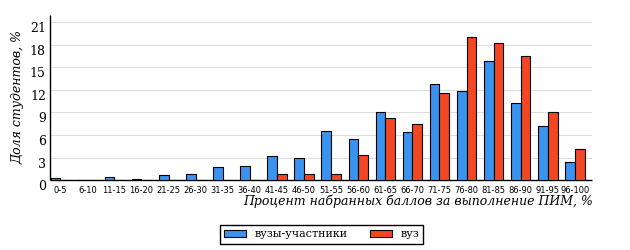 Доля студентов, %
21
18
15
12
9
6
3
0
0-5 6-10 11-15 16-20 21-25 26-30 31-35 36-40 41-45 46-50 51-55 56-60 61-65 66-70 71-75 76-80 81-85 86-90 91-95 96-100
Процент набранных баллов за выполнение ПИМ, %
вузы-участники вуз